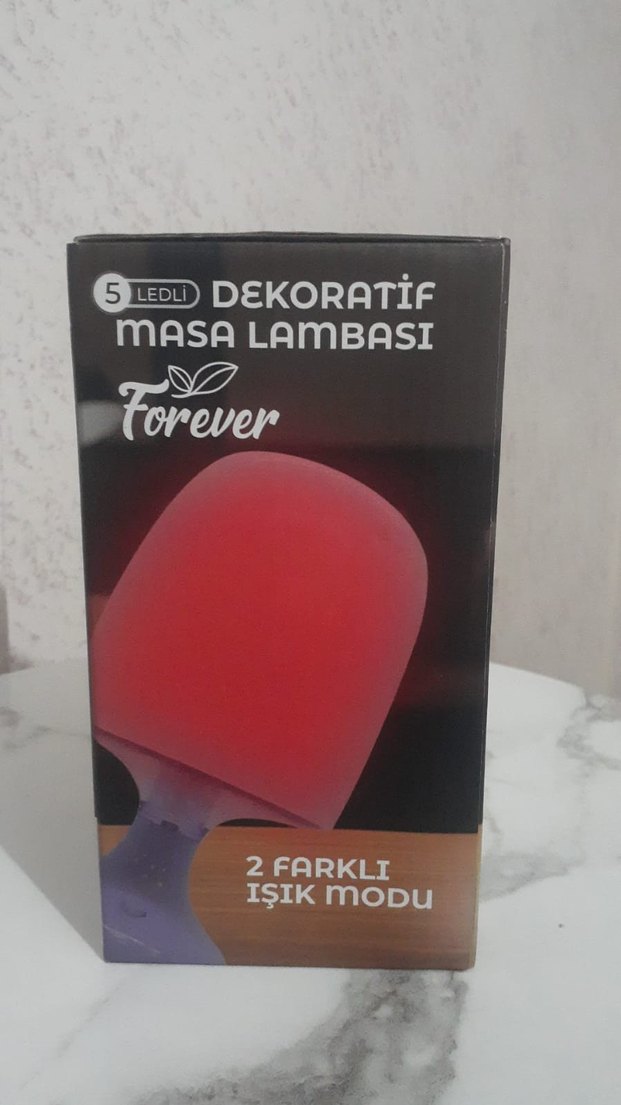 5 LEDLİ DEKORATİF
MASA LAMBASI
Forever
2 FARKLI
IŞIK MODU